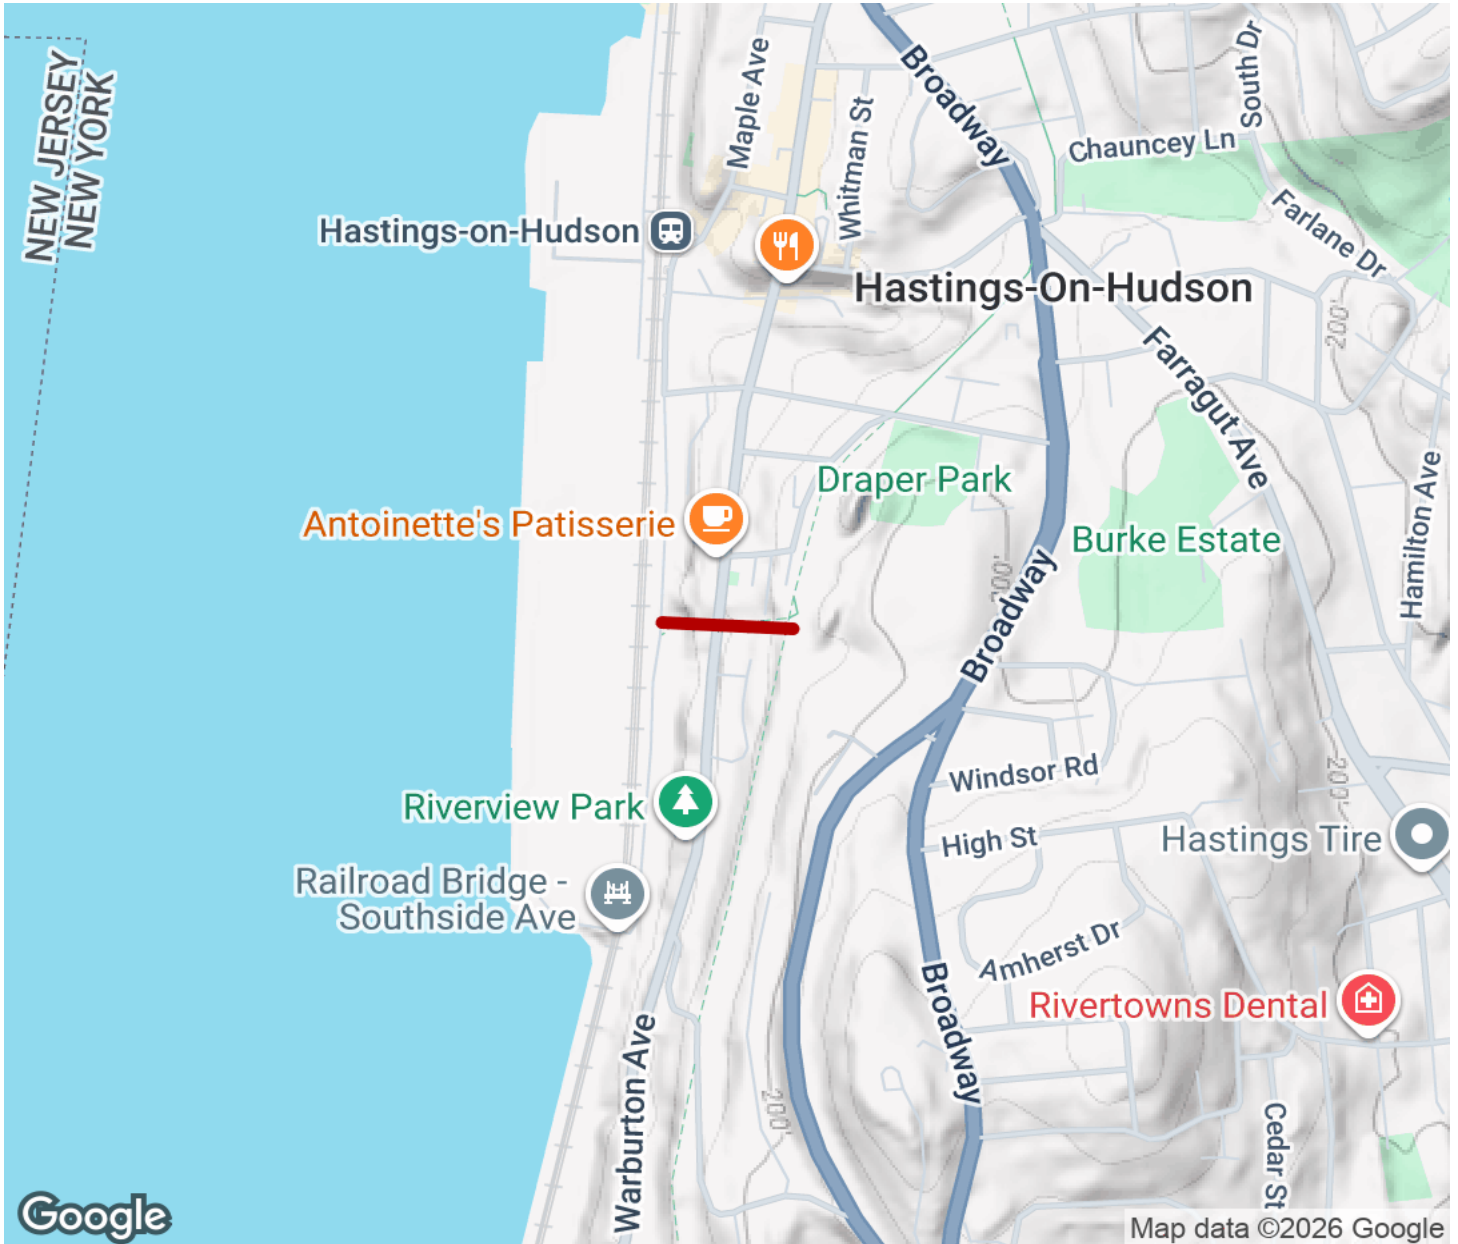 NEW JERSEY
NEW YORK
Maple Ave
Whitman St
Broadway
South Dr
Chauncey Ln
Farlane Dr
Hastings-on-Hudson
Hastings-On-Hudson
200'
Farragut Ave
Draper Park
Antoinette's Patisserie
Burke Estate
Hamilton Ave
200'
Broadway
Windsor Rd
200'
Riverview Park
High St
Hastings Tire
Railroad Bridge -
Southside Ave
Amherst Dr
Rivertowns Dental
Broadway
Warburton Ave
200'
Cedar St
Google
Map data ©2026 Google